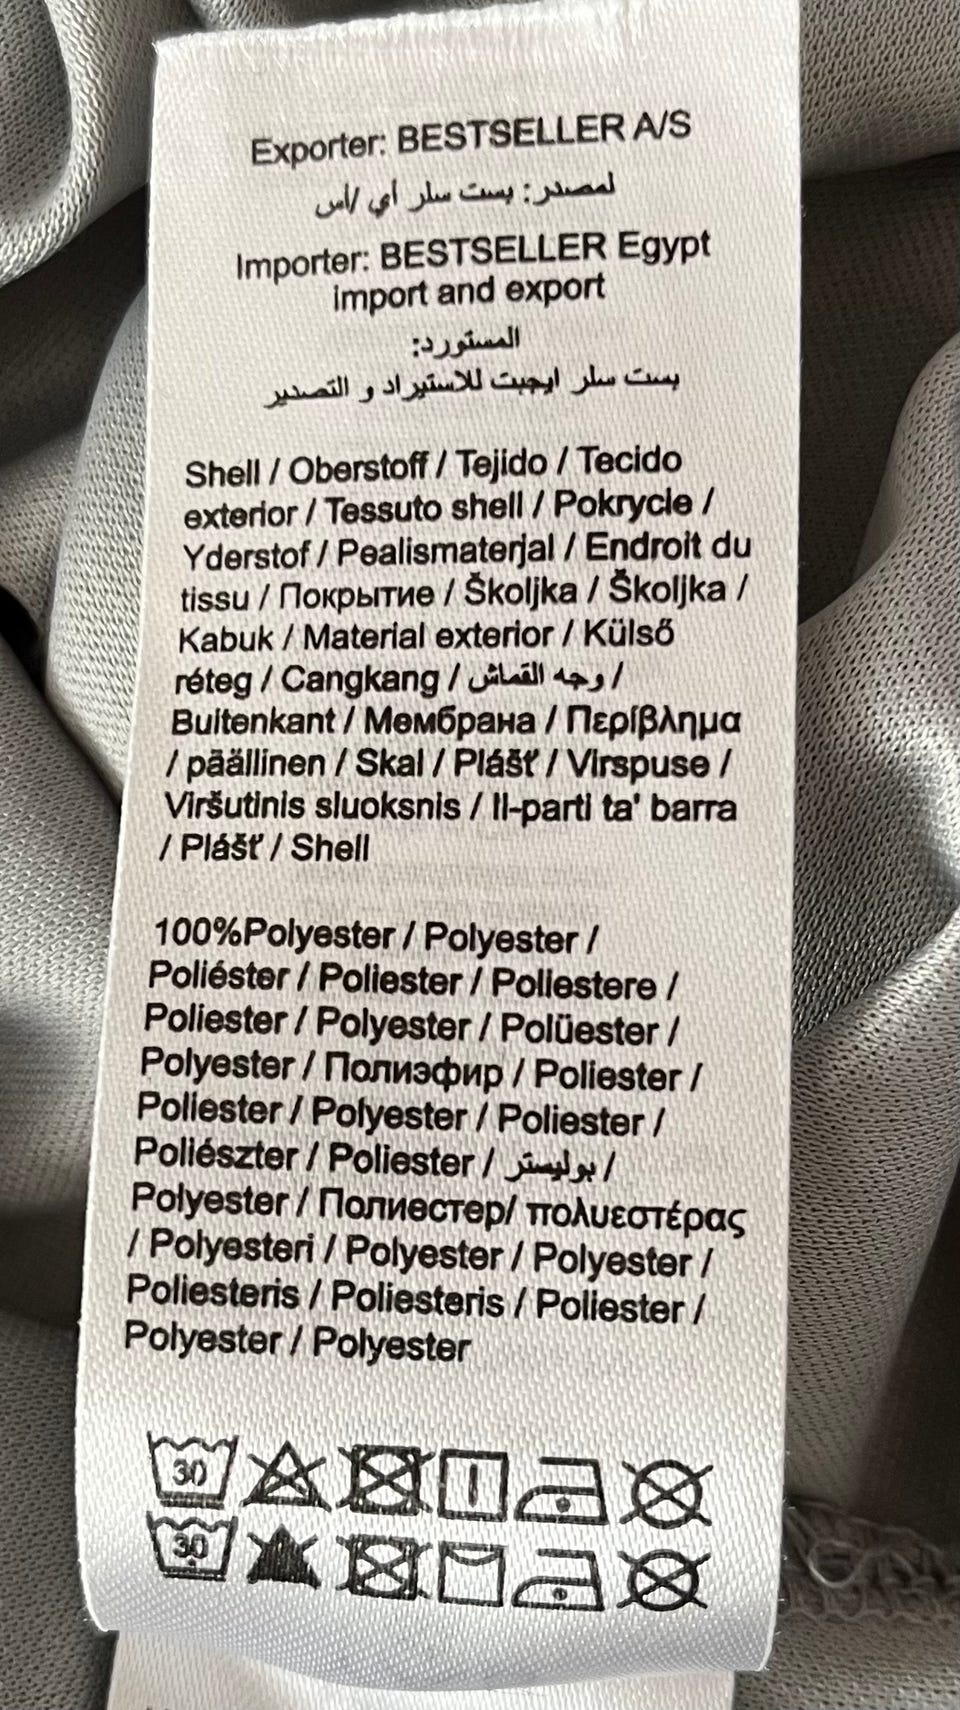 Exporter: BESTSELLER A/S
لمصدر: بست سلر أي /أس
Importer: BESTSELLER Egypt
import and export
المستورد:
بست سلر ايجبت للاستيراد و التصدير
Shell / Oberstoff / Tejido / Tecido
exterior / Tessuto shell / Pokrycie /
Yderstof / Pealismaterjal / Endroit du
tissu / Покрытие / Školjka / Školjka /
Kabuk / Material exterior / Külső
réteg / Cangkang / وجه القماش /
Buitenkant / Мембрана / Περίβλημα
/ päällinen / Skal / Plášť / Virspuse /
Viršutinis sluoksnis / Il-parti ta' barra
/ Plášť / Shell
100%Polyester / Polyester /
Poliéster / Poliester / Poliestere /
Poliester / Polyester / Polüester /
Polyester / Полиэфир / Poliester /
Poliester / Polyester / Poliester /
Poliészter / Poliester / بوليستر /
Polyester / Полиестер/ πολυεστέρας
/ Polyesteri / Polyester / Polyester /
Poliesteris / Poliesteris / Poliester /
Polyester / Polyester
30
30